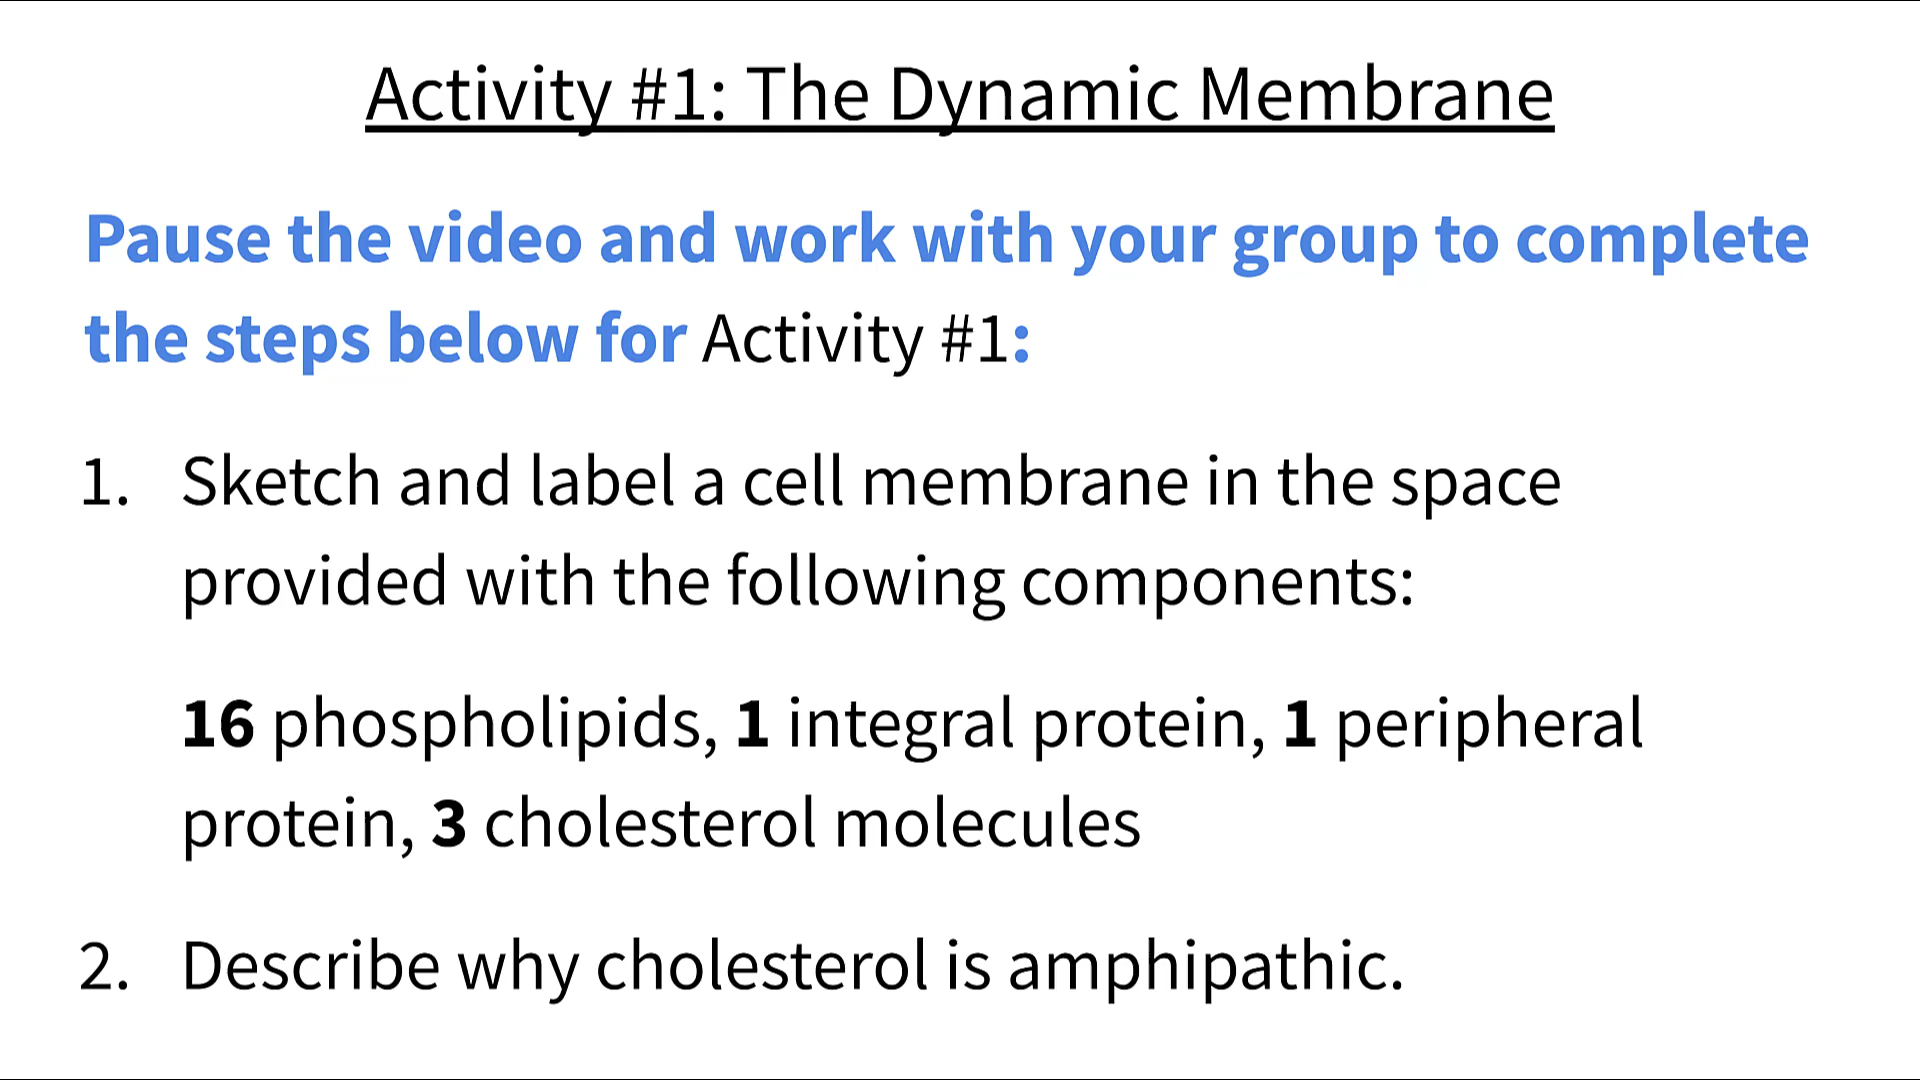 Activity #1: The Dynamic Membrane
Pause the video and work with your group to complete
the steps below for Activity #1:
1. Sketch and label a cell membrane in the space
provided with the following components:
16 phospholipids, 1 integral protein, 1 peripheral
protein, 3 cholesterol molecules
2. Describe why cholesterol is amphipathic.